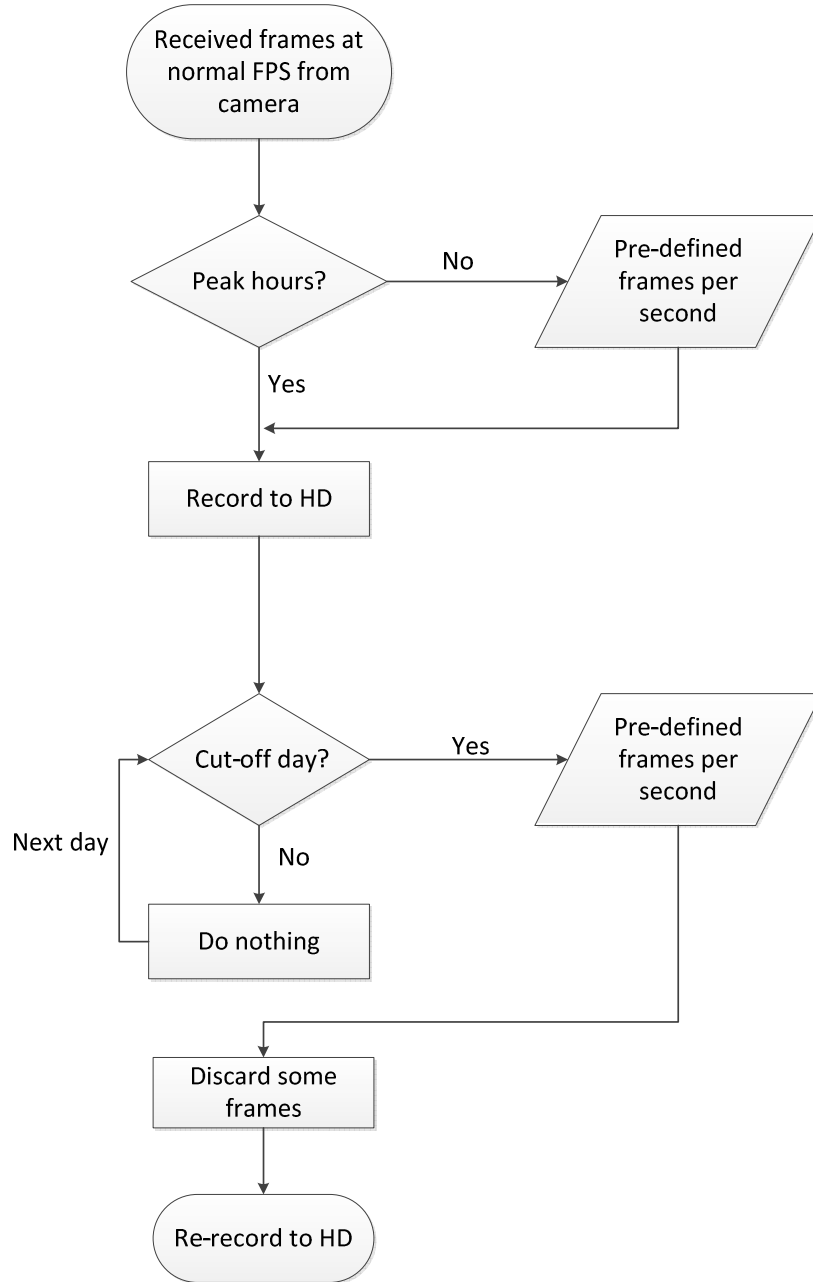 Received frames at
normal FPS from
camera
Peak hours?
No
Pre-defined
frames per
second
Yes
Record to HD
Cut-off day?
Yes
Pre-defined
frames per
second
Next day
No
Do nothing
Discard some
frames
Re-record to HD